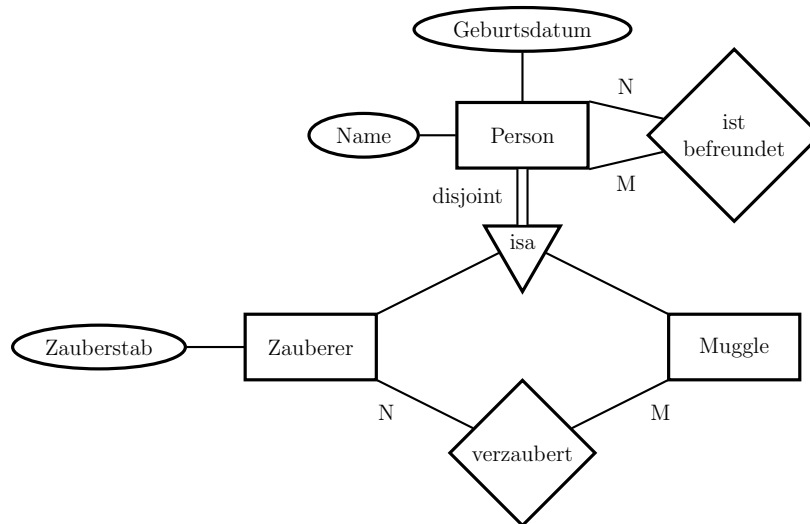 Geburtsdatum
N
Name
Person
ist
befreundet
M
disjoint
isa
Zauberstab
Zauberer
Muggle
N
M
verzaubert